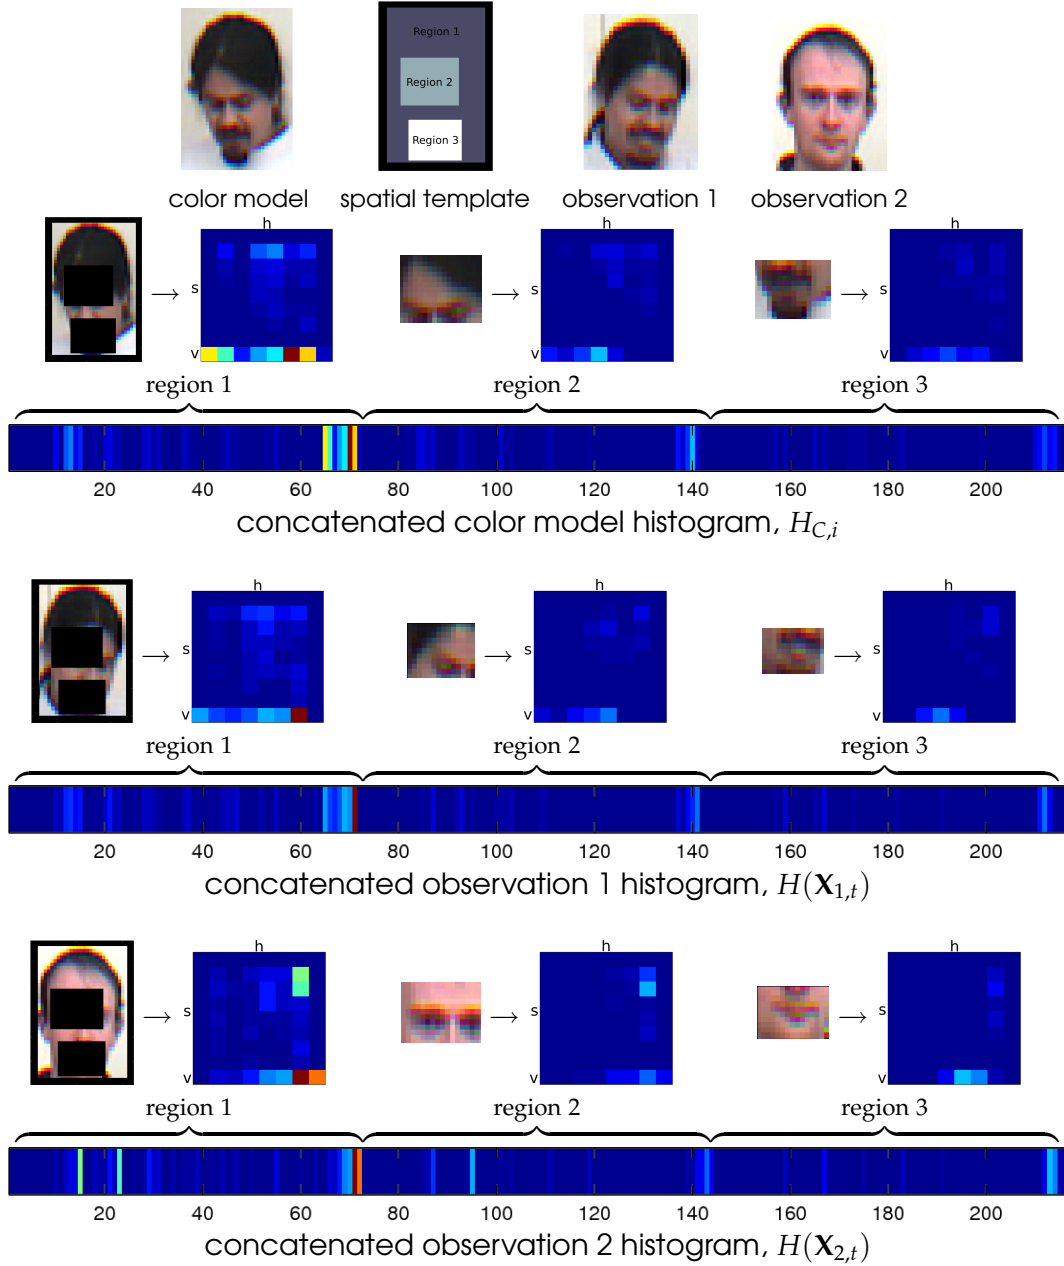 Region 1
Region 2
Region 3
color model spatial template observation 1 observation 2
h
s
v
s
v
s
v
region 1 region 2 region 3
20 40 60 80 100 120 140 160 180 200
concatenated color model histogram, H_{C,i}
h h h
s
v
s
v
s
v
region 1 region 2 region 3
20 40 60 80 100 120 140 160 180 200
concatenated observation 1 histogram, H(X_{1,t})
h h h
s
v
s
v
s
v
region 1 region 2 region 3
20 40 60 80 100 120 140 160 180 200
concatenated observation 2 histogram, H(X_{2,t})